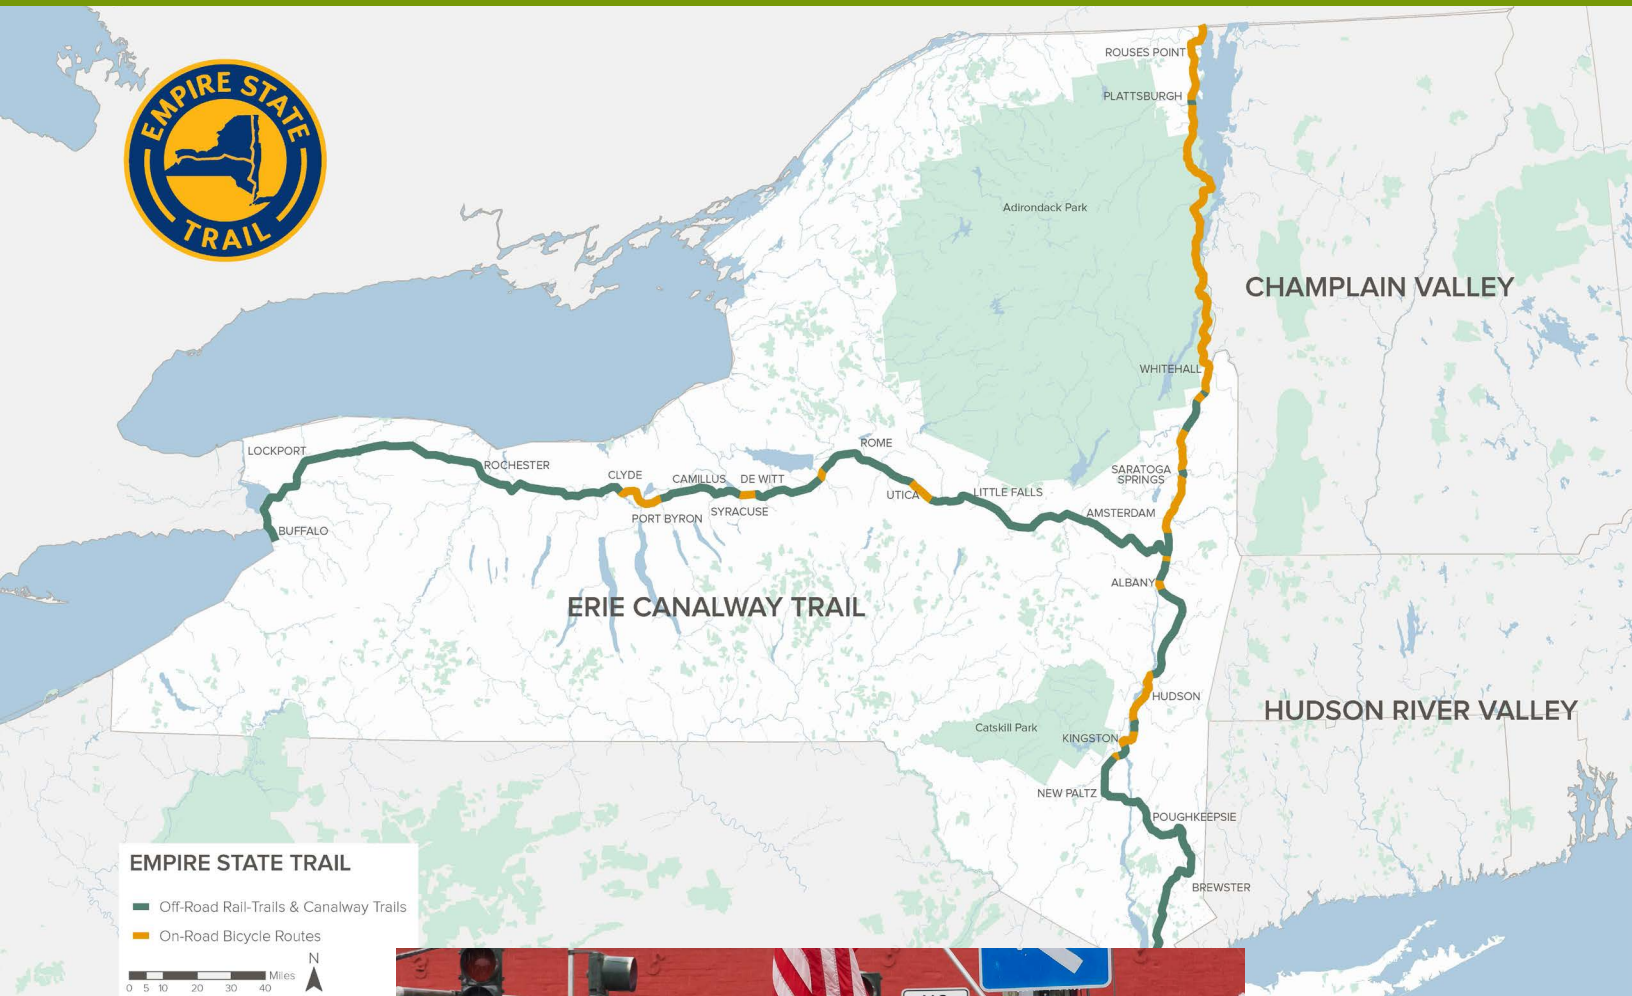 EMPIRE STATE
TRAIL
ROUSES POINT
PLATTSBURGH
Adirondack Park
CHAMPLAIN VALLEY
WHITEHALL
LOCKPORT
ROCHESTER
CLYDE
CAMILLUS
DE WITT
ROME
SARATOGA
SPRINGS
UTICA
LITTLE FALLS
PORT BYRON
SYRACUSE
AMSTERDAM
BUFFALO
ALBANY
ERIE CANALWAY TRAIL
HUDSON
HUDSON RIVER VALLEY
Catskill Park
KINGSTON
NEW PALTZ
POUGHKEEPSIE
BREWSTER
EMPIRE STATE TRAIL
Off-Road Rail-Trails & Canalway Trails
On-Road Bicycle Routes
N
Miles
0 5 10 20 30 40